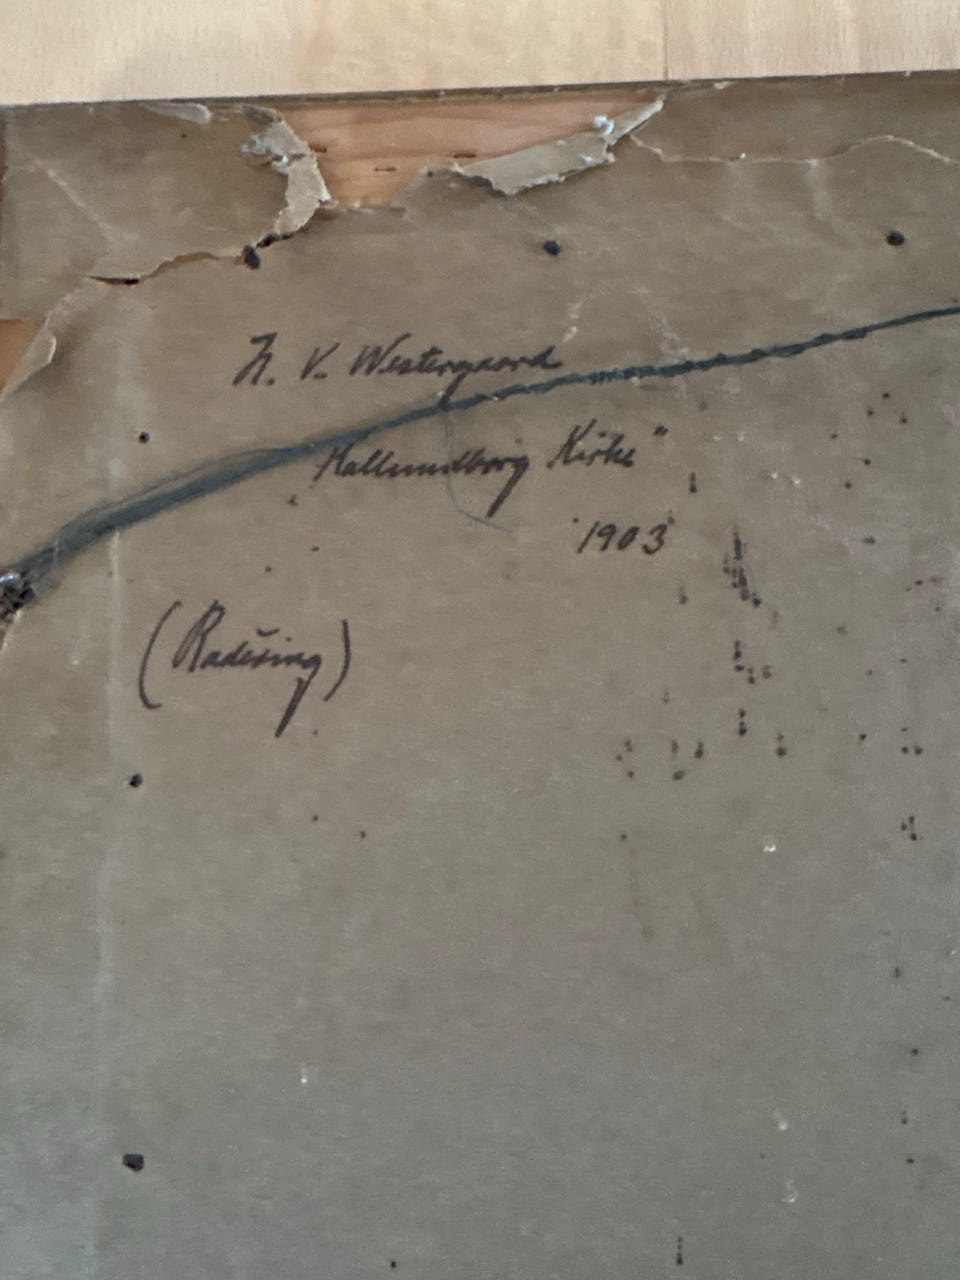 H. V. Westergaard
"Kallundborg Kirke"
1903
(Radering)